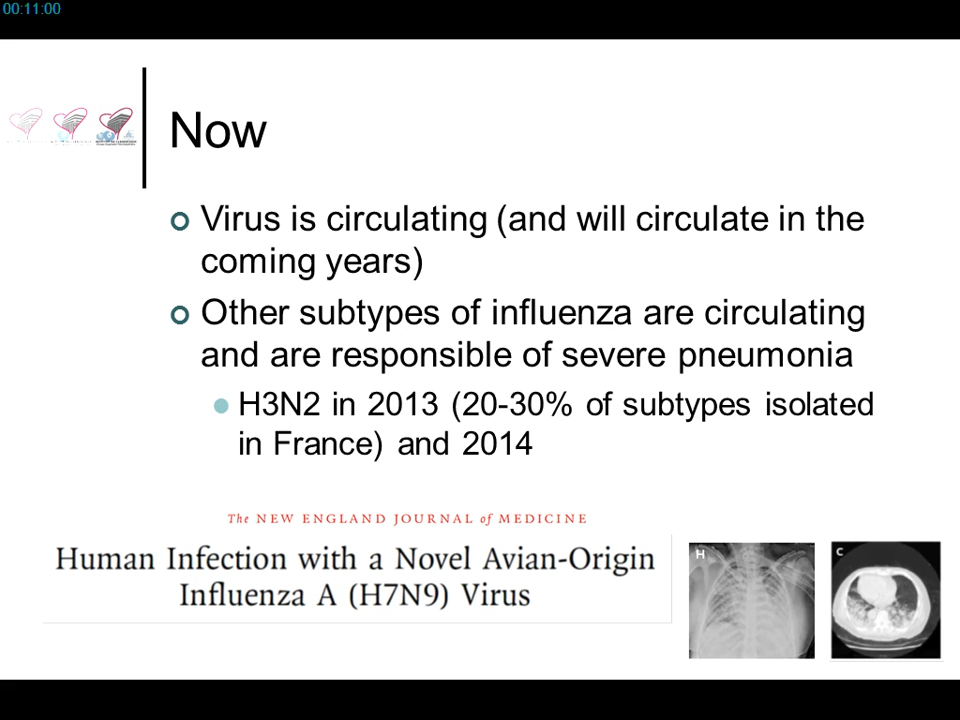 00:11:00
Now
Virus is circulating (and will circulate in the
coming years)
Other subtypes of influenza are circulating
and are responsible of severe pneumonia
H3N2 in 2013 (20-30% of subtypes isolated
in France) and 2014
The NEW ENGLAND JOURNAL of MEDICINE
Human Infection with a Novel Avian-Origin
Influenza A (H7N9) Virus
H
C